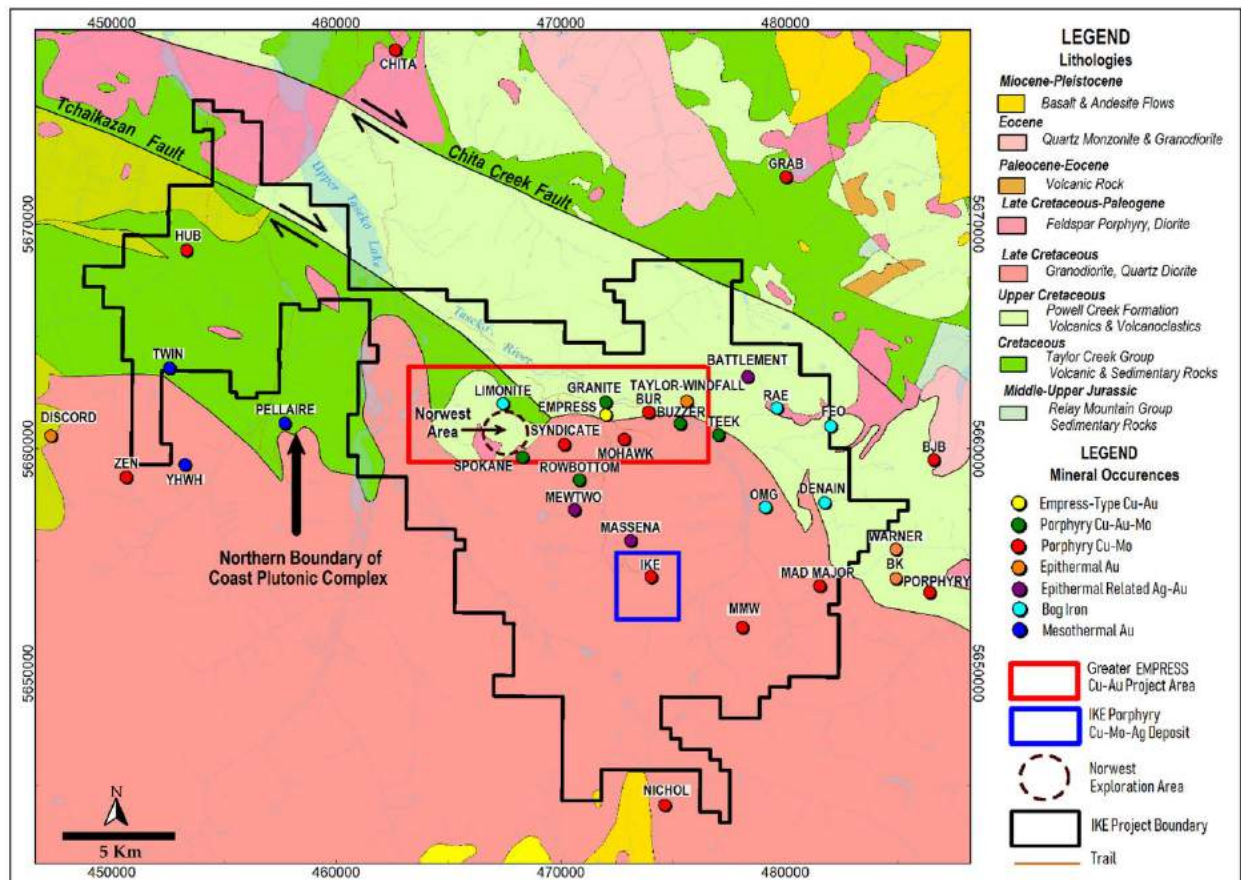 450000 460000 470000 480000
CHITA
Tchaikazan Fault
Chita Creek Fault
GRAB
Upper Taseko Lake
5670000
5670000
HUB
Taseko River
TWIN
BATTLEMENT
LIMONITE
GRANITE
TAYLOR-WINDFALL
BUR
RAE
PELLAIRE
Norwest
Area
EMPRESS
BUZZER
FEO
DISCORD
SYNDICATE
TEEK
5660000
5660000
ZEN
YHWH
SPOKANE
MOHAWK
BJB
ROWBOTTOM
MEWTWO
OMG
DENAIN
Northern Boundary of
Coast Plutonic Complex
MASSENA
WARNER
IKE
BK
MAD MAJOR
PORPHYRY
MMW
5650000
5650000
NICHOL
N
5 Km
450000 460000 470000 480000
LEGEND
Lithologies
Miocene-Pleistocene
Basalt & Andesite Flows
Eocene
Quartz Monzonite & Granodiorite
Paleocene-Eocene
Volcanic Rock
Late Cretaceous-Paleogene
Feldspar Porphyry, Diorite
Late Cretaceous
Granodiorite, Quartz Diorite
Upper Cretaceous
Powell Creek Formation
Volcanics & Volcanoclastics
Cretaceous
Taylor Creek Group
Volcanic & Sedimentary Rocks
Middle-Upper Jurassic
Relay Mountain Group
Sedimentary Rocks
LEGEND
Mineral Occurences
Empress-Type Cu-Au
Porphyry Cu-Au-Mo
Porphyry Cu-Mo
Epithermal Au
Epithermal Related Ag-Au
Bog Iron
Mesothermal Au
Greater EMPRESS
Cu-Au Project Area
IKE Porphyry
Cu-Mo-Ag Deposit
Norwest
Exploration Area
IKE Project Boundary
Trail